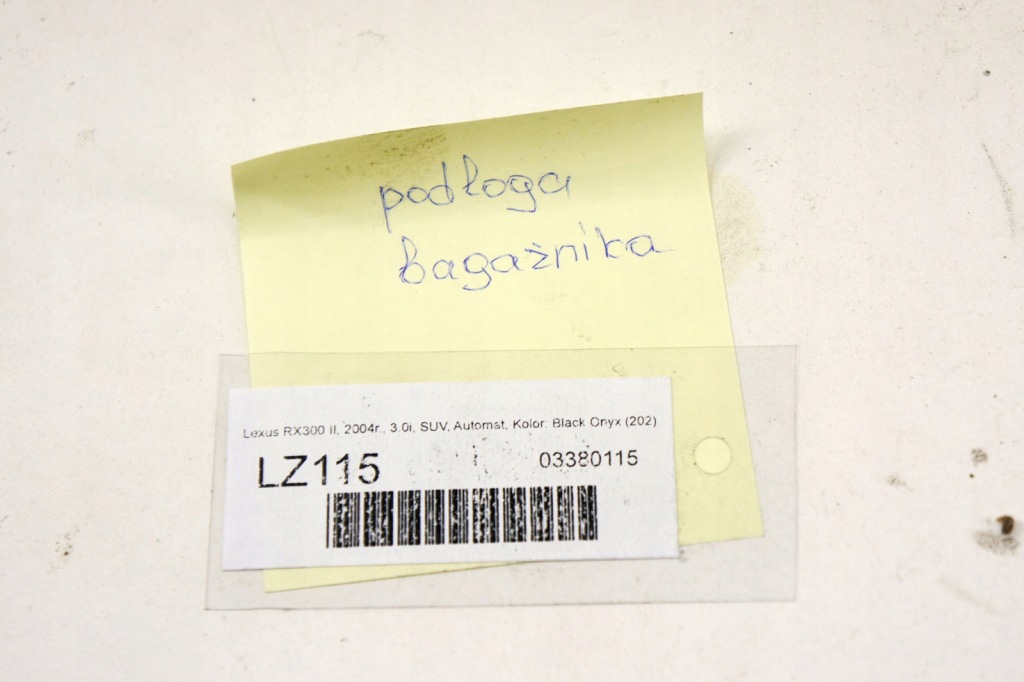 podłoga
bagażnika
Lexus RX300 II, 2004r., 3.0i, SUV, Automat, Kolor: Black Onyx (202)
LZ115
03380115